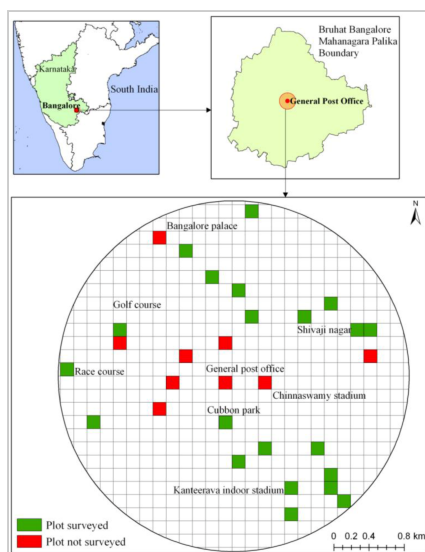 Karnataka
Bangalore
South India
Bruhat Bangalore
Mahanagara Palika
Boundary
General Post Office
N
Bangalore palace
Golf course
Shivaji nagar
General post office
Race course
Chinnaswamy stadium
Cubbon park
Kanteerava indoor stadium
Plot surveyed
Plot not surveyed
0 0.2 0.4 0.8 km